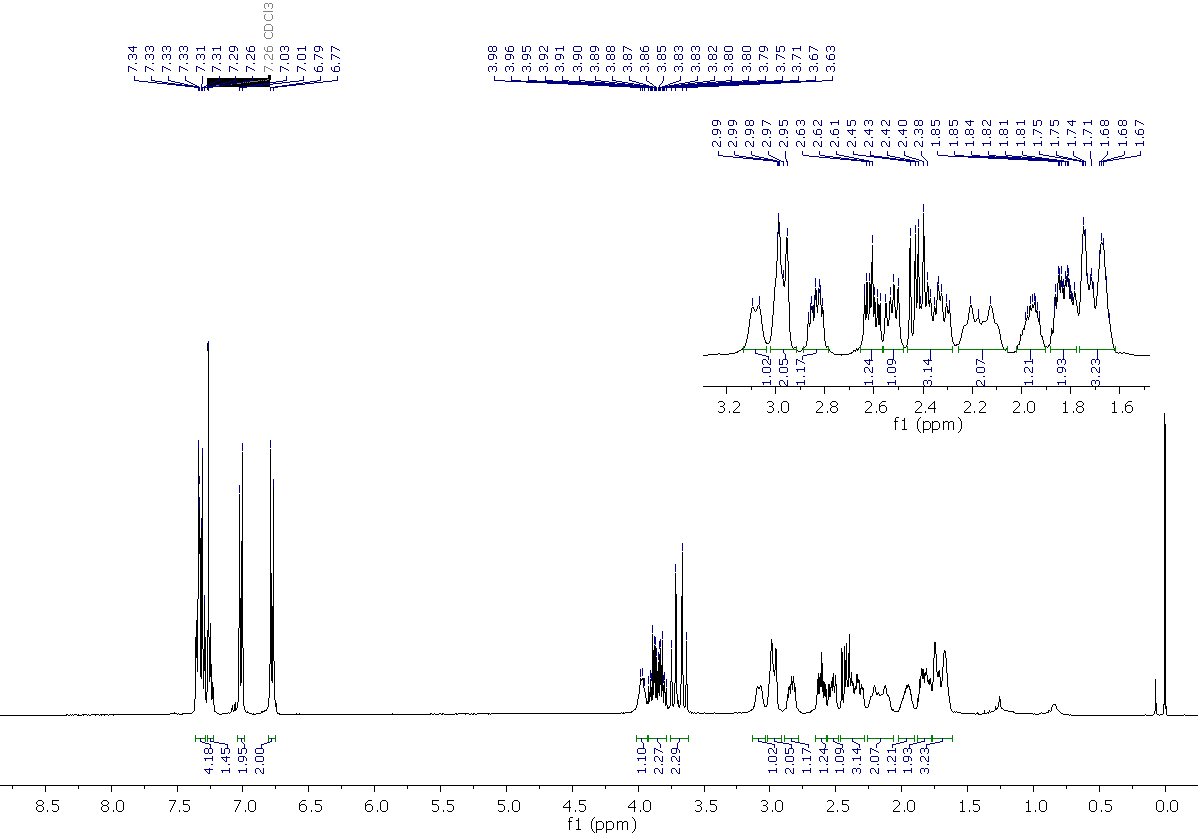 7.34 7.33 7.33 7.33 7.31 7.31 7.29 7.26 7.26 CDCl3 7.03 7.01 6.79 6.77
3.98 3.96 3.95 3.92 3.91 3.90 3.89 3.88 3.87 3.86 3.85 3.83 3.83 3.82 3.80 3.80 3.79 3.75 3.71 3.67 3.63
2.99 2.99 2.98 2.97 2.95 2.63 2.62 2.61 2.45 2.43 2.42 2.40 2.38 1.85 1.85 1.84 1.82 1.81 1.81 1.75 1.75 1.74 1.71 1.68 1.68 1.67
1.02 2.05 1.17 1.24 1.09 3.14 2.07 1.21 1.93 3.23
3.2 3.0 2.8 2.6 2.4 2.2 2.0 1.8 1.6
f1 (ppm)
4.18 1.45 1.95 2.00 1.10 2.27 2.29 1.02 2.05 1.17 1.24 1.09 3.14 2.07 1.21 1.93 3.23
8.5 8.0 7.5 7.0 6.5 6.0 5.5 5.0 4.5 4.0 3.5 3.0 2.5 2.0 1.5 1.0 0.5 0.0
f1 (ppm)